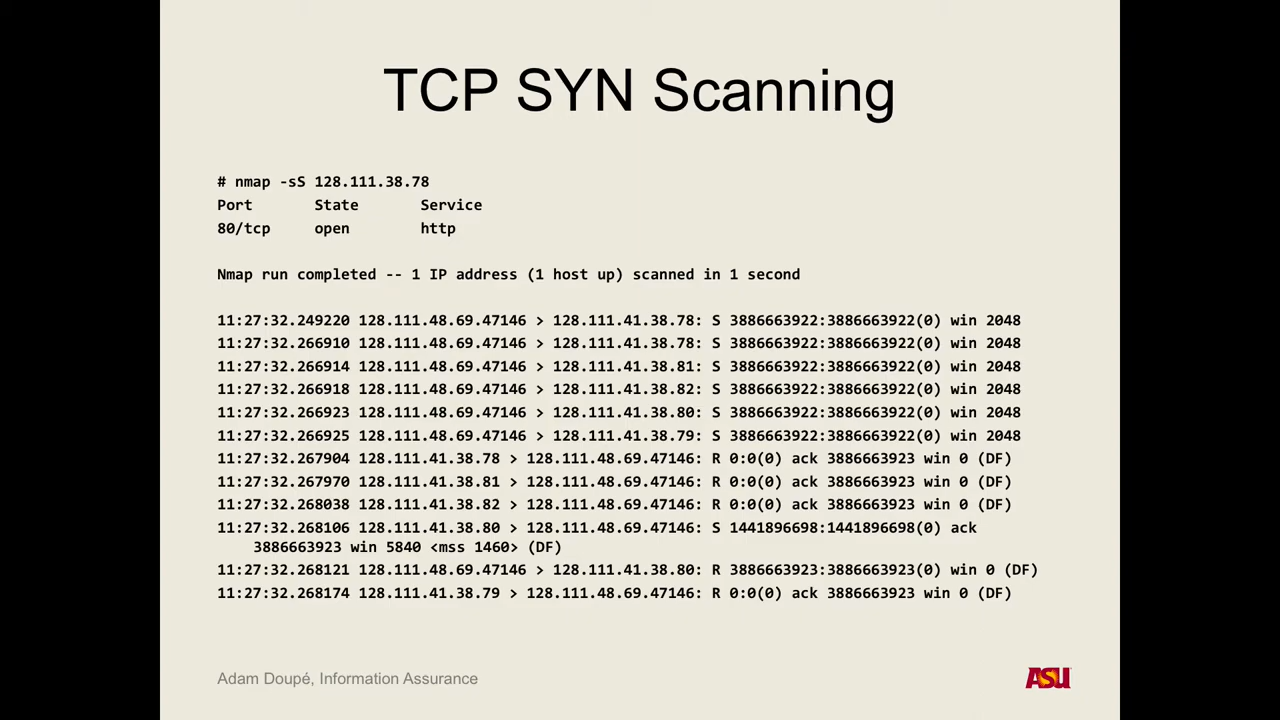 TCP SYN Scanning
# nmap -sS 128.111.38.78
Port State Service
80/tcp open http
Nmap run completed -- 1 IP address (1 host up) scanned in 1 second
11:27:32.249220 128.111.48.69.47146 > 128.111.41.38.78: S 3886663922:3886663922(0) win 2048
11:27:32.266910 128.111.48.69.47146 > 128.111.41.38.78: S 3886663922:3886663922(0) win 2048
11:27:32.266914 128.111.48.69.47146 > 128.111.41.38.81: S 3886663922:3886663922(0) win 2048
11:27:32.266918 128.111.48.69.47146 > 128.111.41.38.82: S 3886663922:3886663922(0) win 2048
11:27:32.266923 128.111.48.69.47146 > 128.111.41.38.80: S 3886663922:3886663922(0) win 2048
11:27:32.266925 128.111.48.69.47146 > 128.111.41.38.79: S 3886663922:3886663922(0) win 2048
11:27:32.267904 128.111.41.38.78 > 128.111.48.69.47146: R 0:0(0) ack 3886663923 win 0 (DF)
11:27:32.267970 128.111.41.38.81 > 128.111.48.69.47146: R 0:0(0) ack 3886663923 win 0 (DF)
11:27:32.268038 128.111.41.38.82 > 128.111.48.69.47146: R 0:0(0) ack 3886663923 win 0 (DF)
11:27:32.268106 128.111.41.38.80 > 128.111.48.69.47146: S 1441896698:1441896698(0) ack
3886663923 win 5840 <mss 1460> (DF)
11:27:32.268121 128.111.48.69.47146 > 128.111.41.38.80: R 3886663923:3886663923(0) win 0 (DF)
11:27:32.268174 128.111.41.38.79 > 128.111.48.69.47146: R 0:0(0) ack 3886663923 win 0 (DF)
Adam Doupé, Information Assurance
ASU